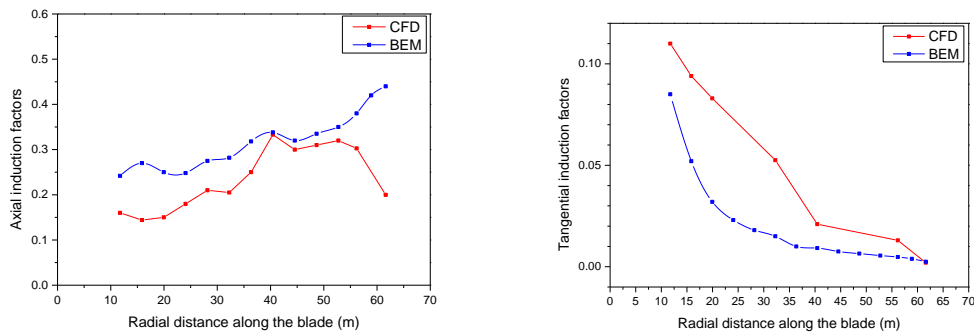 0.6
0.5
0.4
0.3
0.2
0.1
0.0
Axial induction factors
CFD
BEM
0 10 20 30 40 50 60 70
Radial distance along the blade (m)
0.10
0.05
0.00
Tangential induction factors
CFD
BEM
0 5 10 15 20 25 30 35 40 45 50 55 60 65 70
Radial distance along the blade (m)